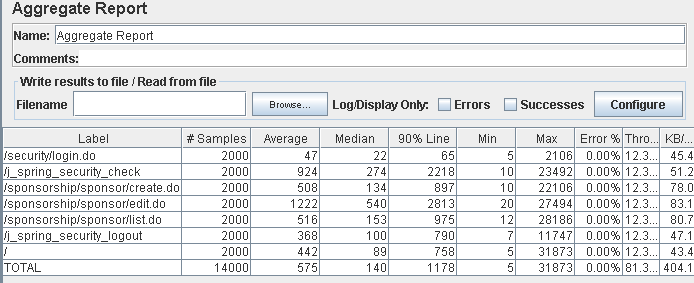 Aggregate Report
Name: Aggregate Report
Comments:
Write results to file / Read from file
Filename Browse... Log/Display Only: Errors Successes Configure
Label # Samples Average Median 90% Line Min Max Error % Thro... KB/...
/security/login.do 2000 47 22 65 5 2106 0.00% 12.3... 45.4
/j_spring_security_check 2000 924 274 2218 10 23492 0.00% 12.3... 51.2
/sponsorship/sponsor/create.do 2000 508 134 897 10 22106 0.00% 12.3... 78.0
/sponsorship/sponsor/edit.do 2000 1222 540 2813 20 27494 0.00% 12.3... 83.1
/sponsorship/sponsor/list.do 2000 516 153 975 12 28186 0.00% 12.3... 80.7
/j_spring_security_logout 2000 368 100 790 7 11747 0.00% 12.3... 47.1
/ 2000 442 89 758 5 31873 0.00% 12.3... 43.4
TOTAL 14000 575 140 1178 5 31873 0.00% 81.3... 404.1